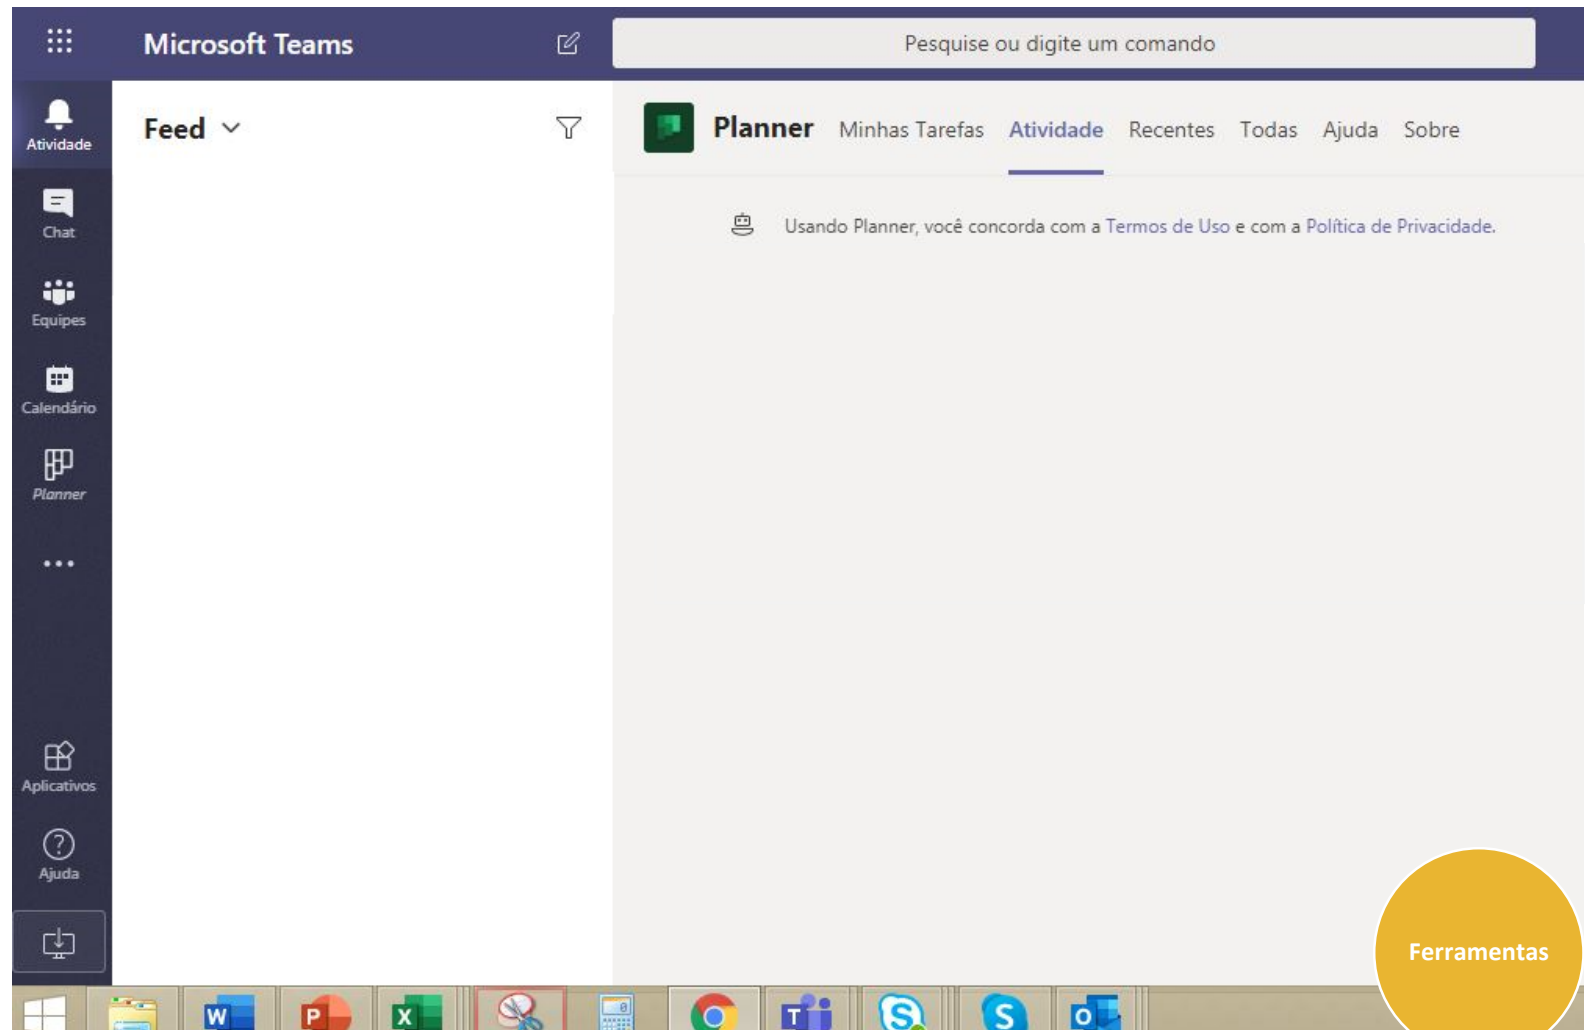 Microsoft Teams
Pesquise ou digite um comando
Atividade
Chat
Equipes
Calendário
Planner
Aplicativos
Ajuda
Feed
Planner Minhas Tarefas Atividade Recentes Todas Ajuda Sobre
Usando Planner, você concorda com a Termos de Uso e com a Política de Privacidade.
Ferramentas